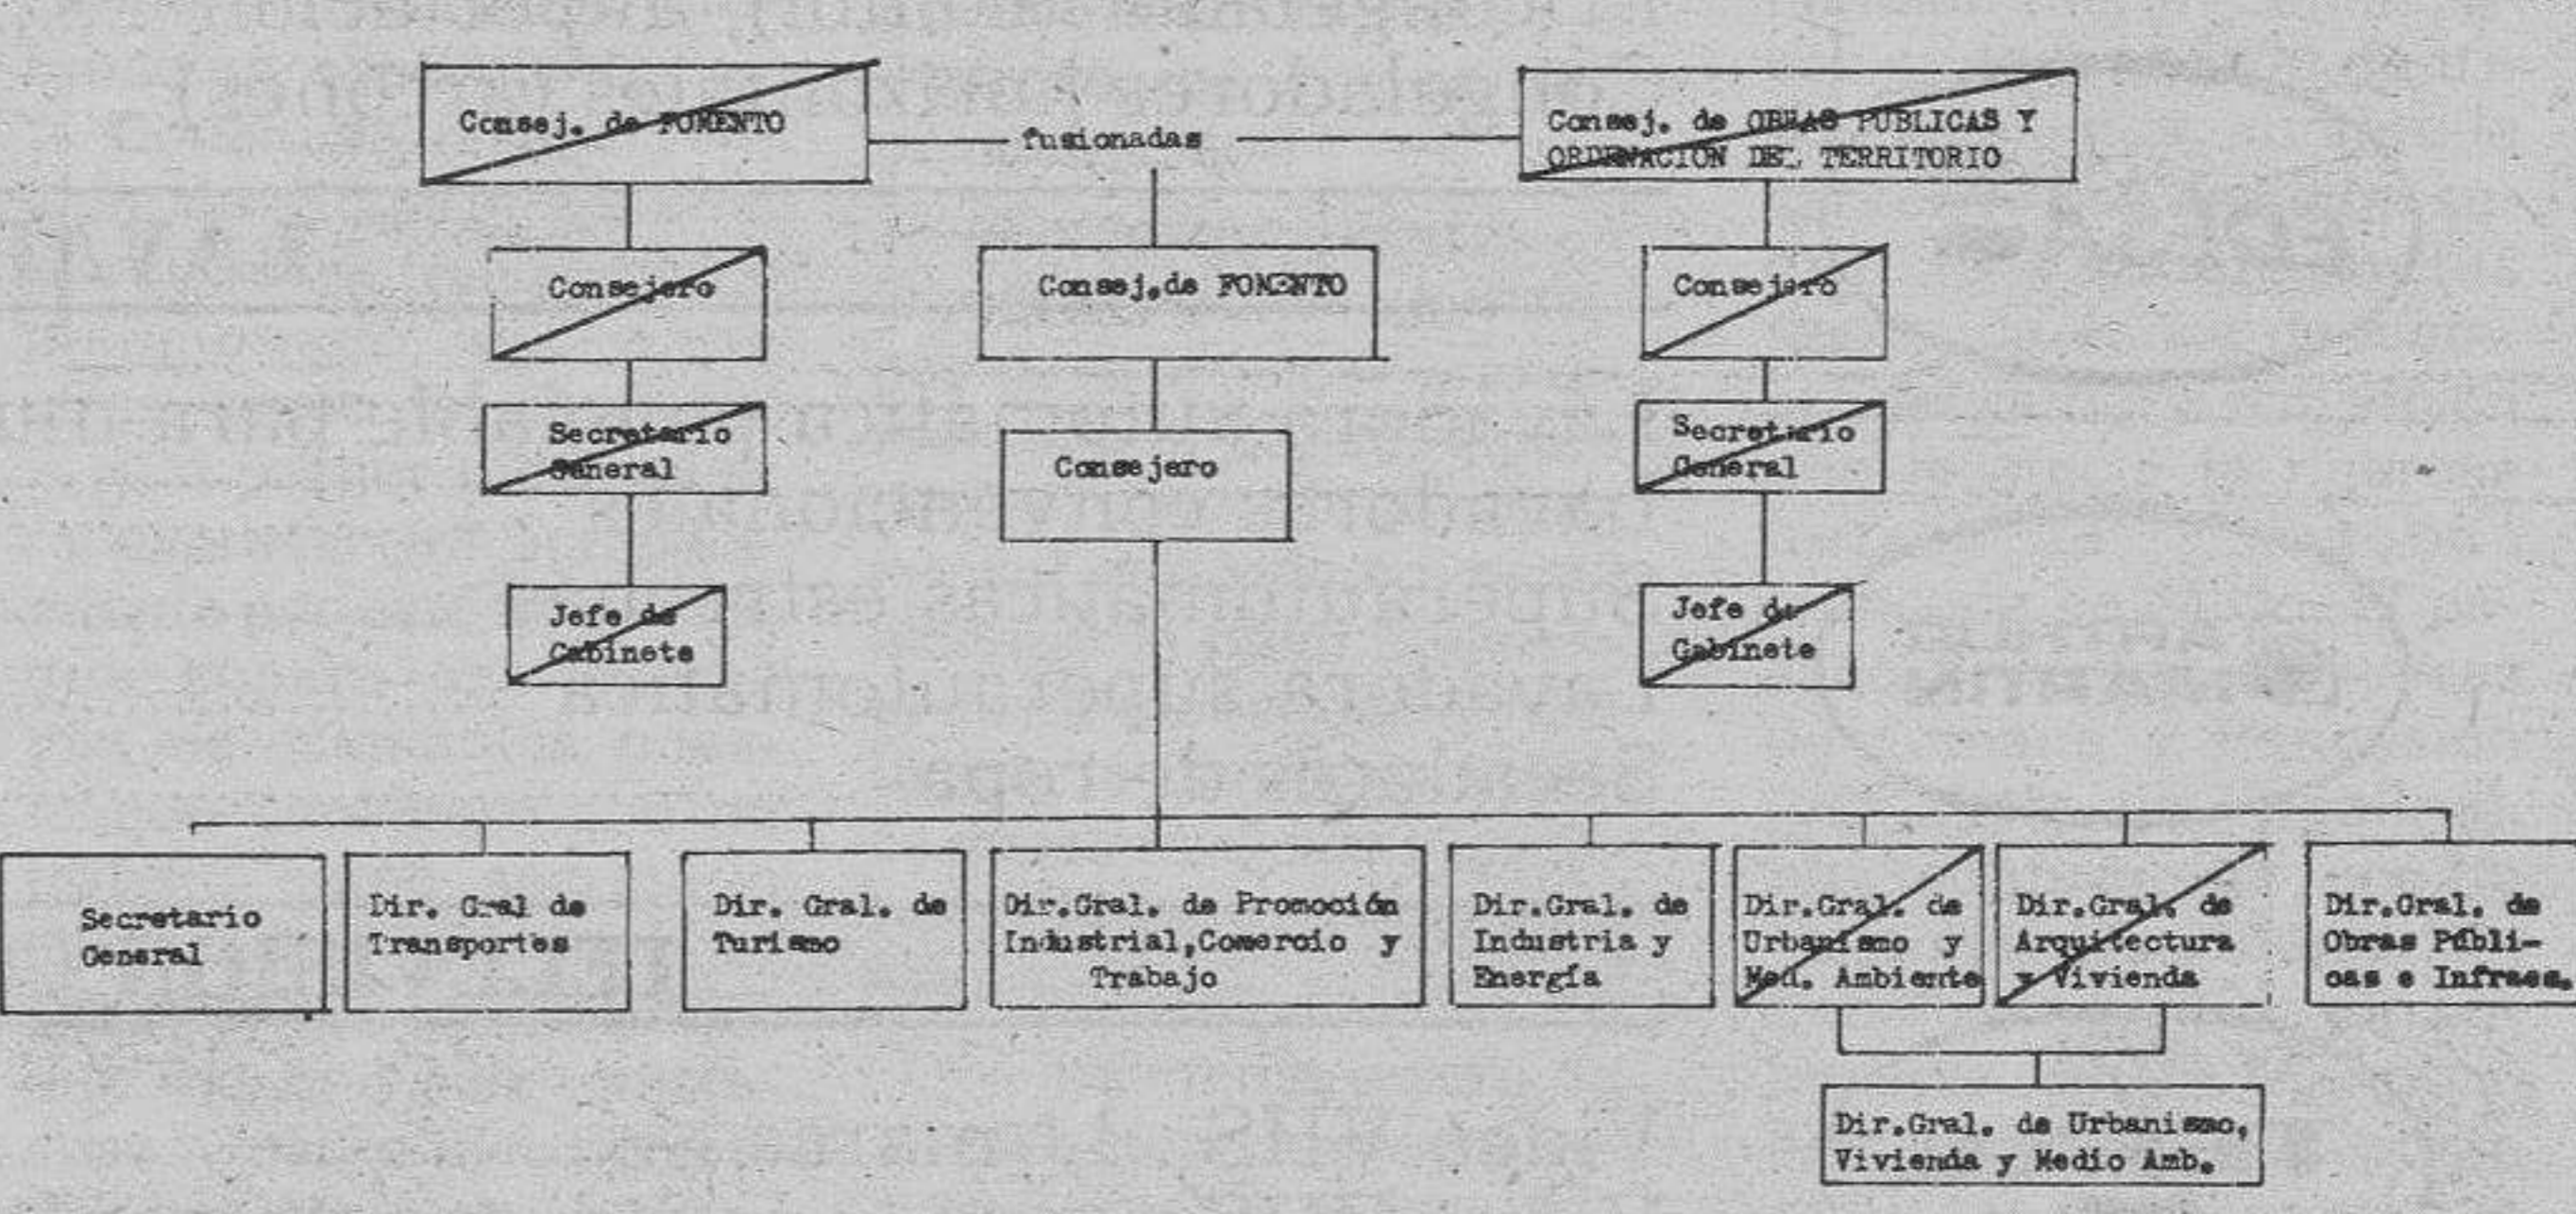 Consej. de FOMENTO
fusionadas
Consej. de OBRAS PUBLICAS Y
ORDENACION DEL TERRITORIO
Consejero
Consej.de FOMENTO
Consejero
Secretario
General
Consejero
Secretario
General
Jefe de
Gabinete
Jefe de
Gabinete
Secretario
General
Dir. Gral de
Transportes
Dir. Gral. de
Turismo
Dir.Gral. de Promoción
Industrial,Comercio y
Trabajo
Dir.Gral. de
Industria y
Energía
Dir.Gral. de
Urbanismo y
Med. Ambiente
Dir.Gral. de
Arquitectura
y Vivienda
Dir.Gral. de
Obras Públi-
cas e Infraes.
Dir.Gral. de Urbanismo,
Vivienda y Medio Amb.